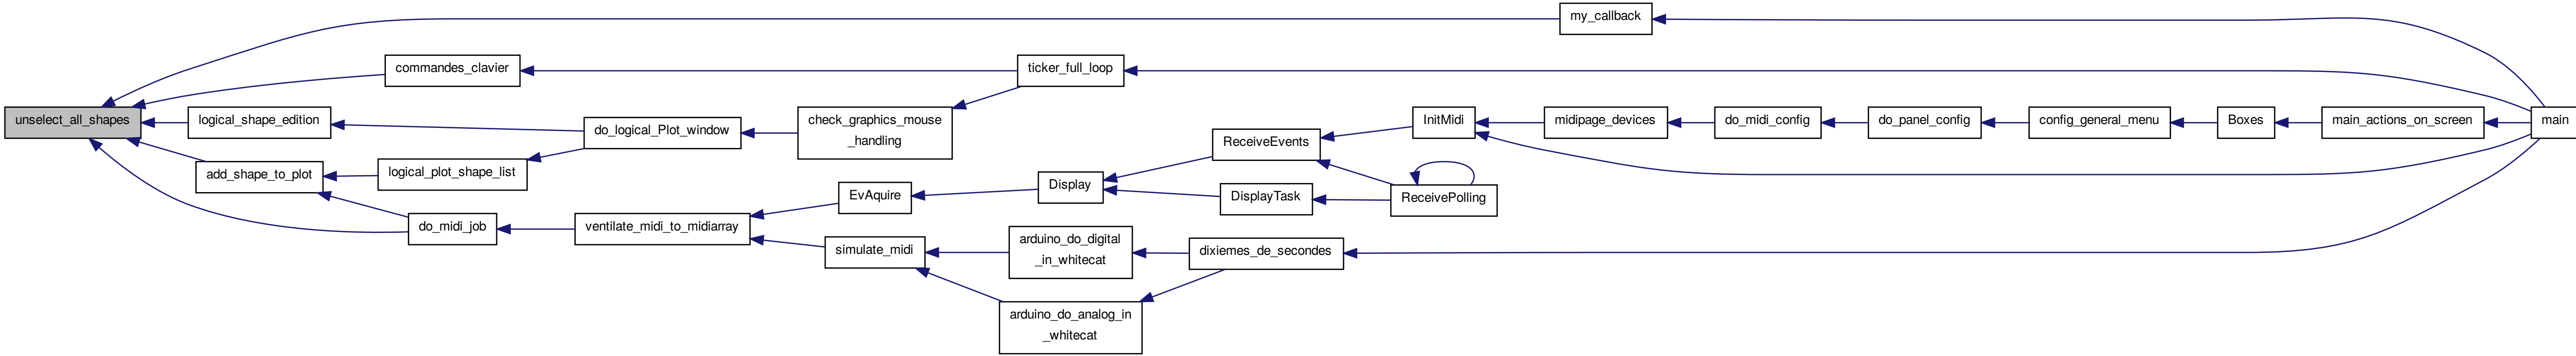 my_callback
commandes_clavier
ticker_full_loop
unselect_all_shapes
logical_shape_edition
do_logical_Plot_window
check_graphics_mouse
_handling
InitMidi
midipage_devices
do_midi_config
do_panel_config
config_general_menu
Boxes
main_actions_on_screen
main
ReceiveEvents
add_shape_to_plot
logical_plot_shape_list
EvAquire
Display
DisplayTask
ReceivePolling
do_midi_job
ventilate_midi_to_midiarray
simulate_midi
arduino_do_digital
_in_whitecat
dixiemes_de_secondes
arduino_do_analog_in
_whitecat